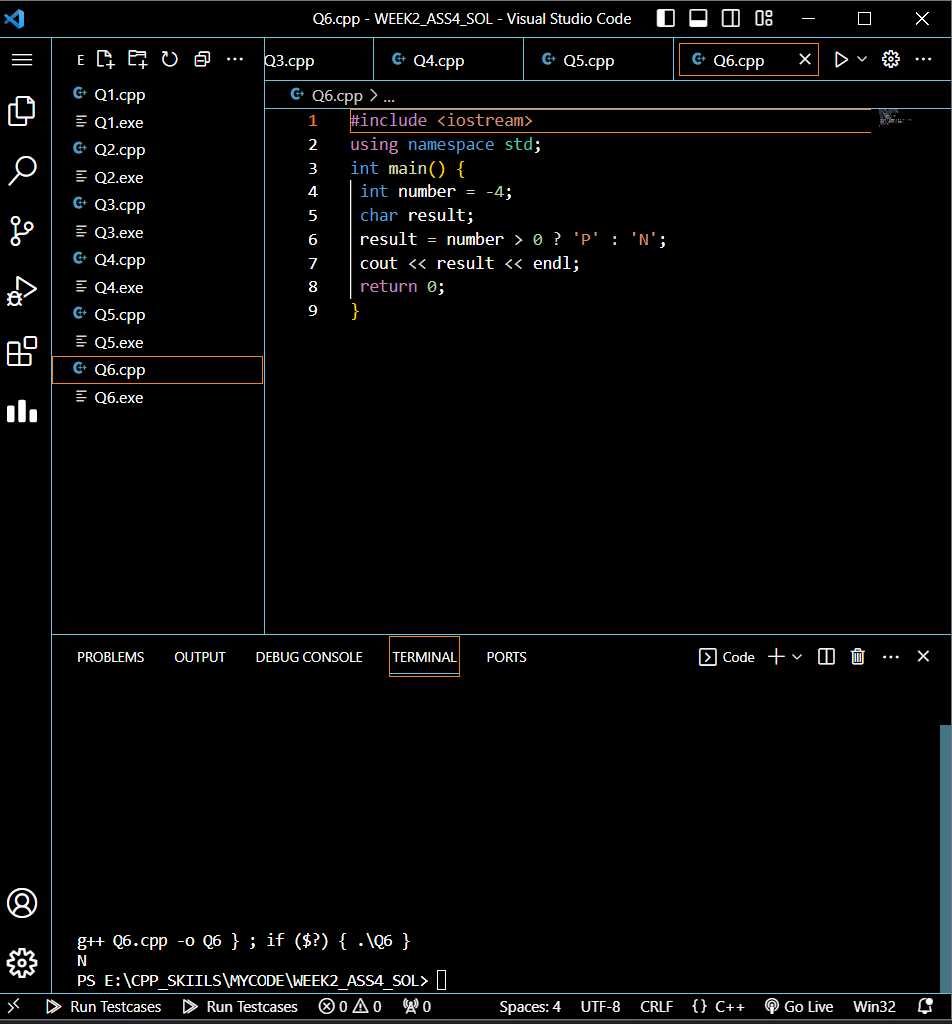 Q6.cpp - WEEK2_ASS4_SOL - Visual Studio Code
E
Q3.cpp
Q4.cpp
Q5.cpp
Q6.cpp
Q1.cpp
Q1.exe
Q2.cpp
Q2.exe
Q3.cpp
Q3.exe
Q4.cpp
Q4.exe
Q5.cpp
Q5.exe
Q6.cpp
Q6.exe
Q6.cpp > ...
1 #include <iostream>
2 using namespace std;
3 int main() {
4 int number = -4;
5 char result;
6 result = number > 0 ? 'P' : 'N';
7 cout << result << endl;
8 return 0;
9 }
PROBLEMS OUTPUT DEBUG CONSOLE TERMINAL PORTS Code
g++ Q6.cpp -o Q6 } ; if ($?) { .\Q6 }
N
PS E:\CPP_SKIILS\MYCODE\WEEK2_ASS4_SOL>
Run Testcases Run Testcases 0 0 0 Spaces: 4 UTF-8 CRLF {} C++ Go Live Win32